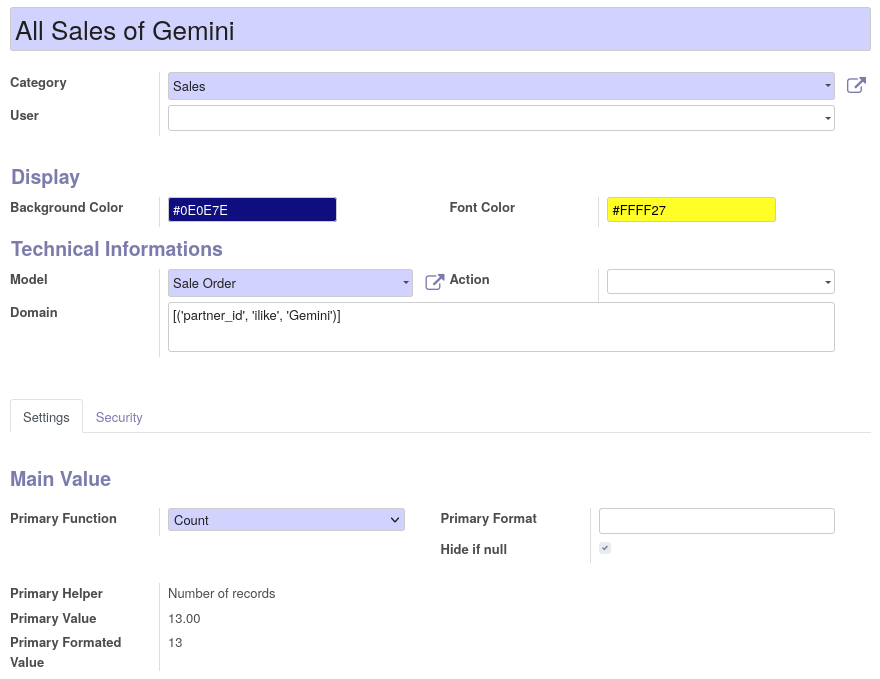 All Sales of Gemini
Category
Sales
User
Display
Background Color
#0E0E7E
Font Color
#FFFF27
Technical Informations
Model
Sale Order
Action
Domain
[('partner_id', 'ilike', 'Gemini')]
Settings
Security
Main Value
Primary Function
Count
Primary Format
Hide if null
Primary Helper
Number of records
Primary Value
13.00
Primary Formated
Value
13